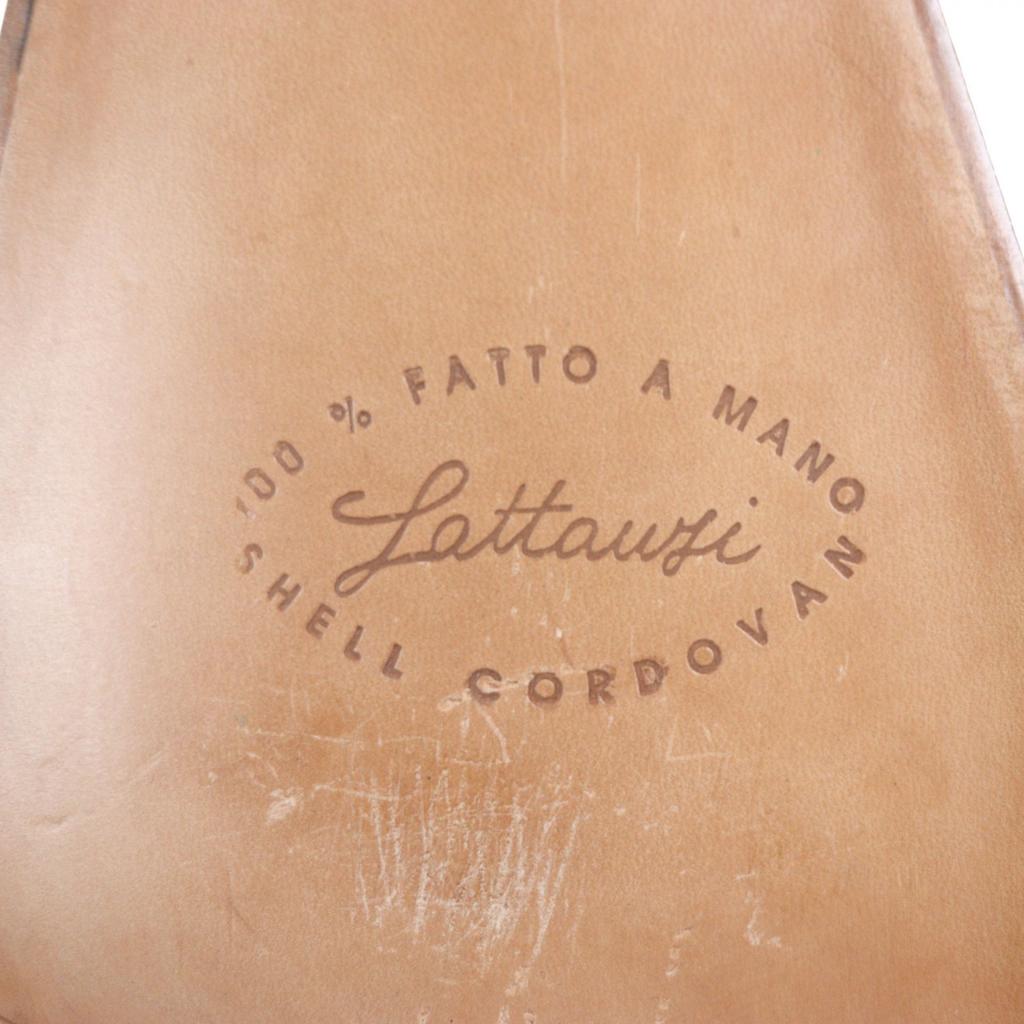 100 % FATTO A MANO
Lattanzi
SHELL CORDOVAN